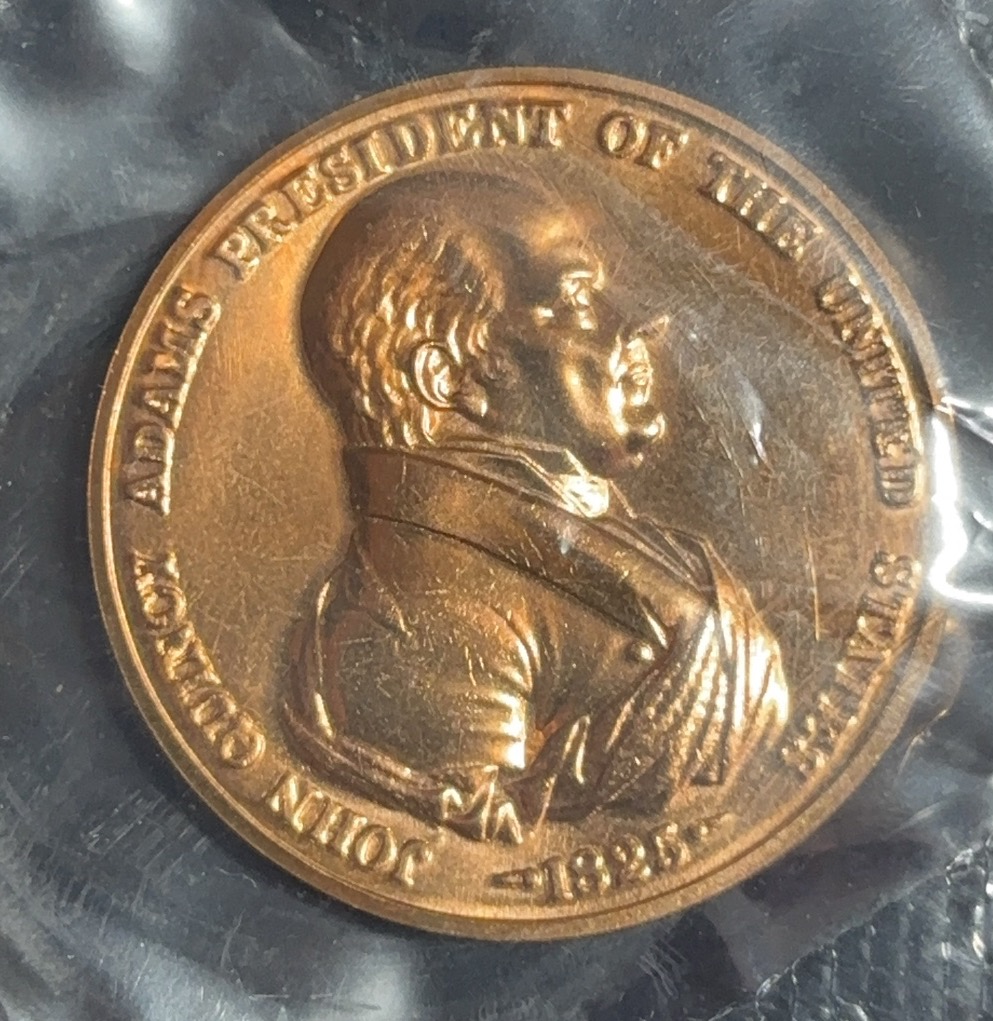 JOHN QUINCY ADAMS PRESIDENT OF THE UNITED STATES
1825